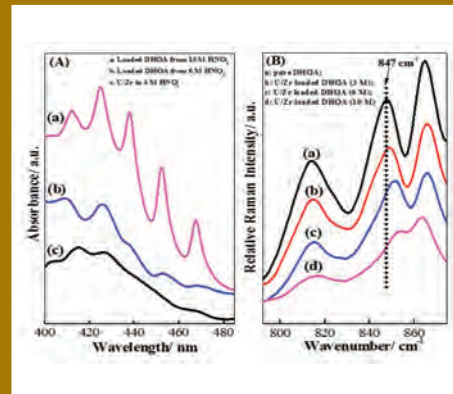 (A)
a: Loaded DHOA from 10M HNO3
b: Loaded DHOA from 6M HNO3
c: U/Zr in 4 M HNO3
(a)
(b)
(c)
Absorbance/ a.u.
400 420 440 460 480
Wavelength/ nm
(B)
847 cm-1
a: pure DHOA;
b: U/Zr loaded DHOA (3 M);
c: U/Zr loaded DHOA (6 M);
d: U/Zr loaded DHOA (10 M)
(a)
(b)
(c)
(d)
Relative Raman Intensity/ a.u.
800 820 840 860
Wavenumber/ cm-1